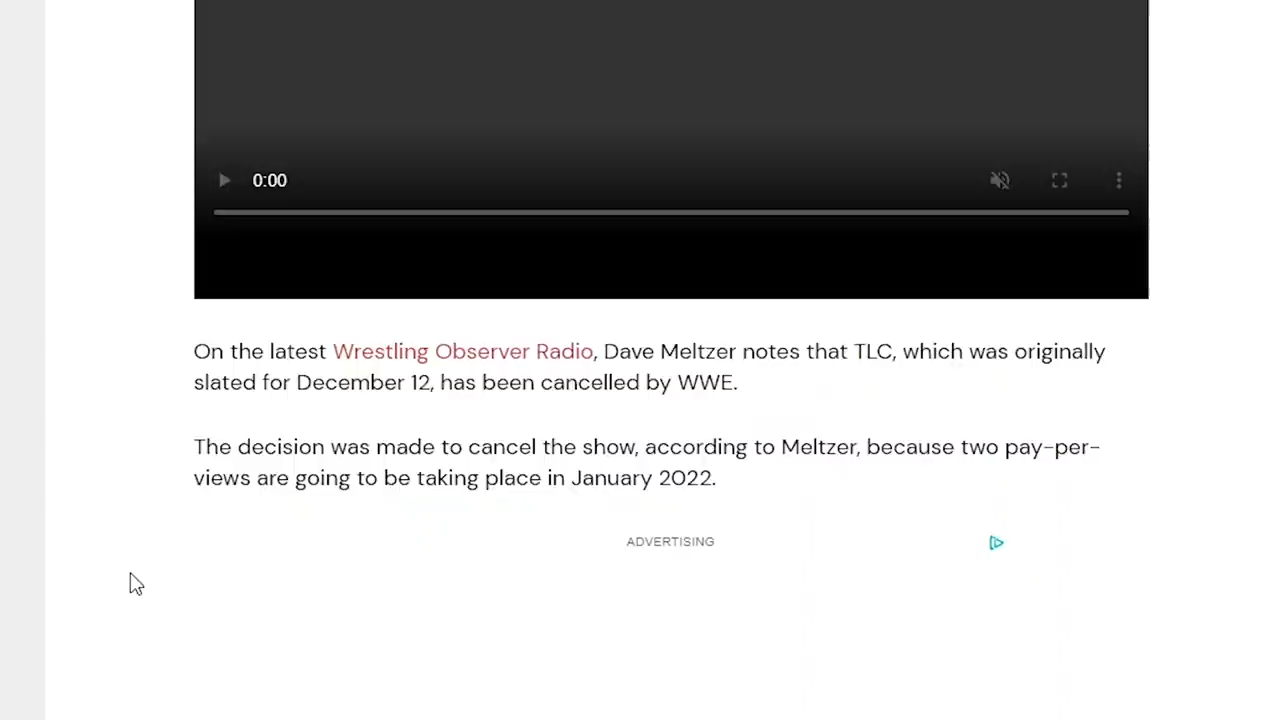 0:00
On the latest Wrestling Observer Radio, Dave Meltzer notes that TLC, which was originally
slated for December 12, has been cancelled by WWE.
The decision was made to cancel the show, according to Meltzer, because two pay-per-
views are going to be taking place in January 2022.
ADVERTISING